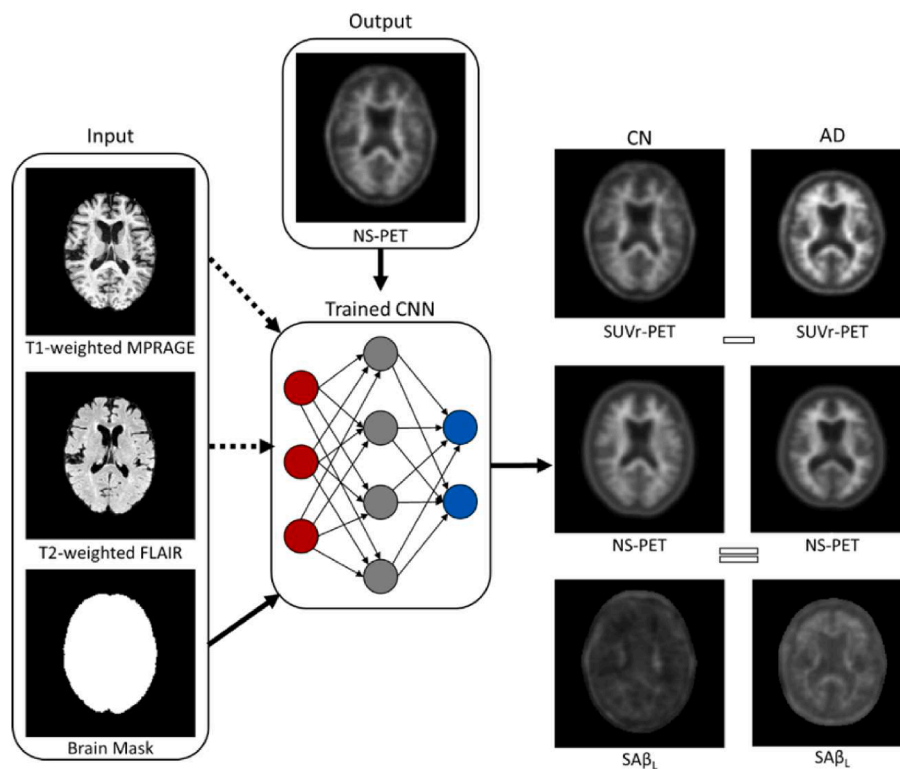 Output
NS-PET
Input
T1-weighted MPRAGE
T2-weighted FLAIR
Brain Mask
Trained CNN
CN
AD
SUVr-PET
SUVr-PET
NS-PET
NS-PET
SAβL
SAβL